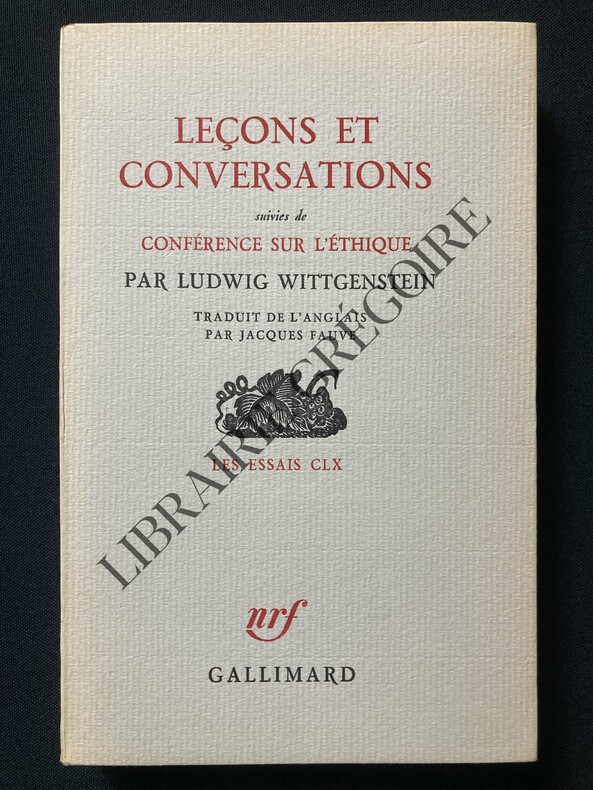 LEÇONS ET
CONVERSATIONS
suivies de
CONFÉRENCE SUR L'ÉTHIQUE
PAR LUDWIG WITTGENSTEIN
TRADUIT DE L'ANGLAIS
PAR JACQUES FAUVE
LES ESSAIS CLX
nrf
GALLIMARD
LIBRAIRIE GRÉGOIRE